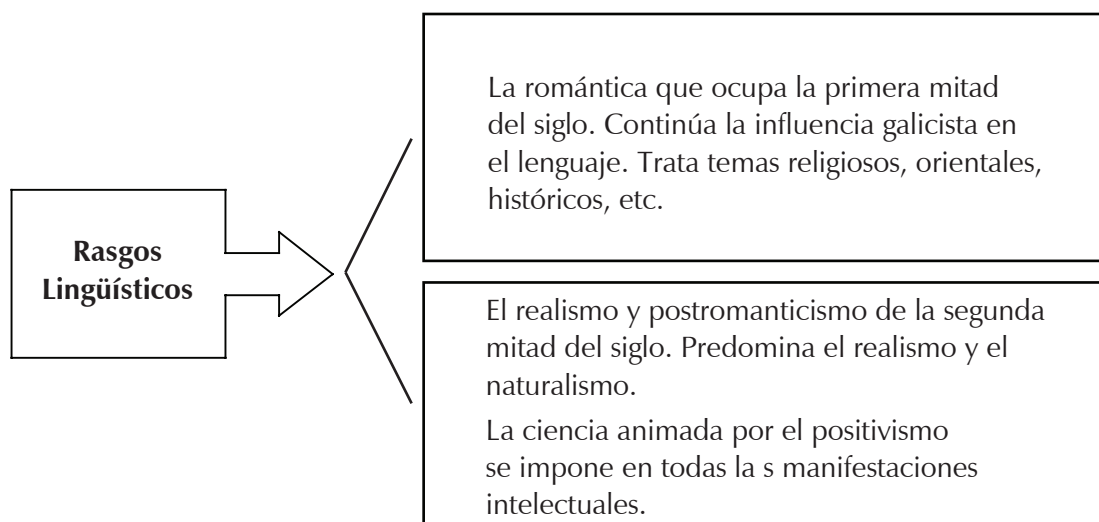 Rasgos
Lingüísticos
La romántica que ocupa la primera mitad
del siglo. Continúa la influencia galicista en
el lenguaje. Trata temas religiosos, orientales,
históricos, etc.
El realismo y postromanticismo de la segunda
mitad del siglo. Predomina el realismo y el
naturalismo.
La ciencia animada por el positivismo
se impone en todas la s manifestaciones
intelectuales.